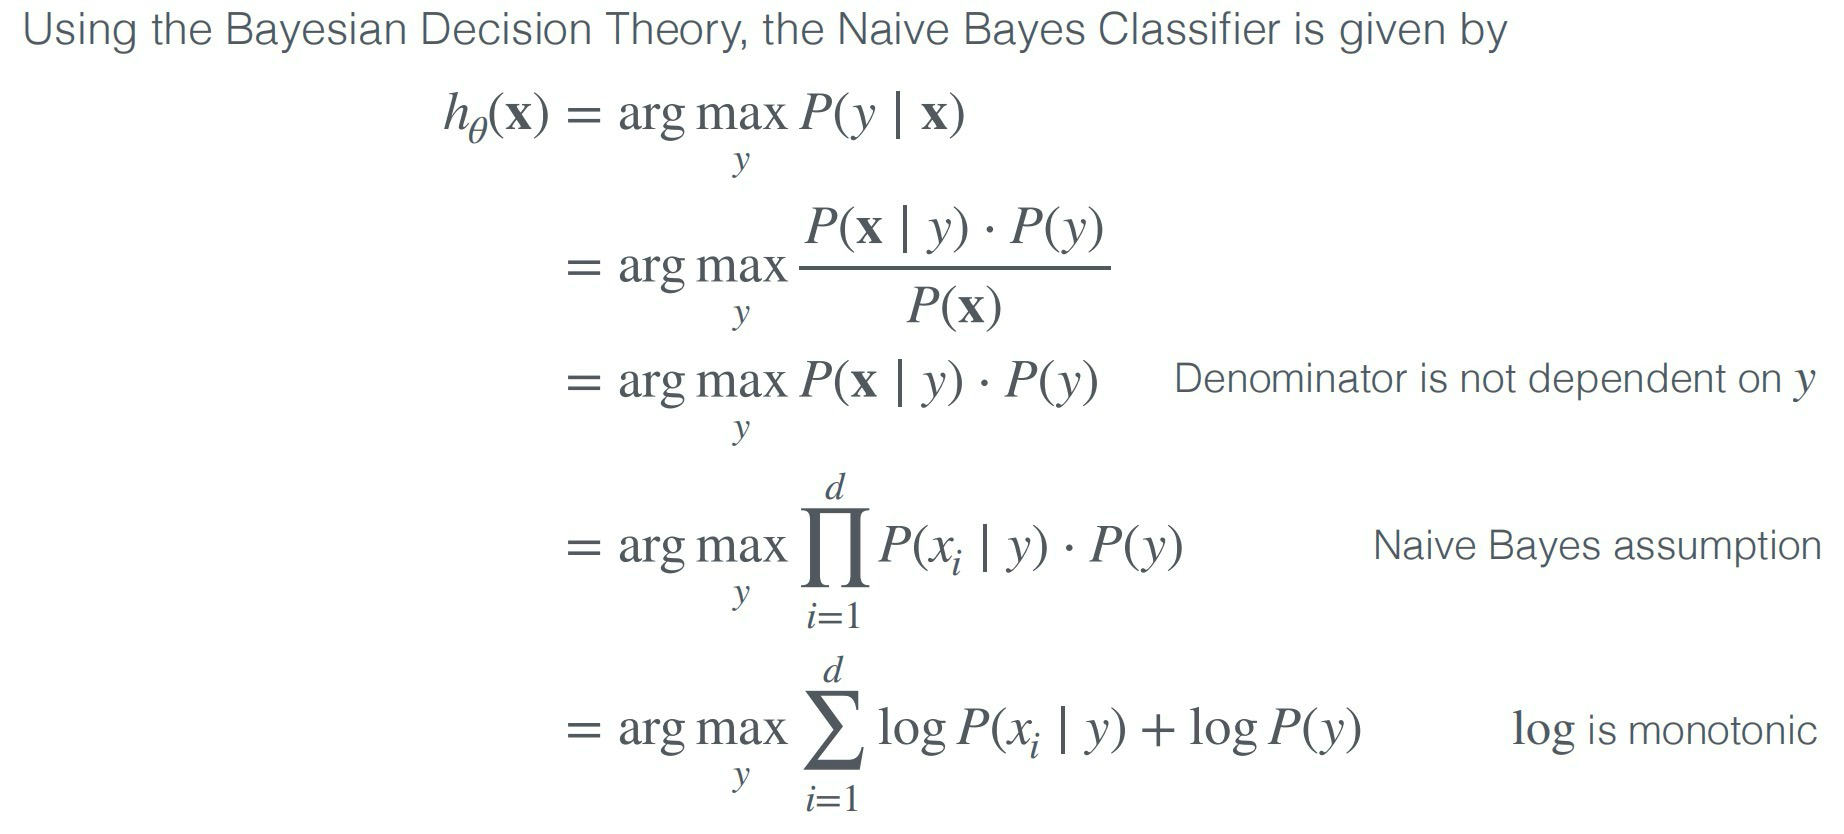 Using the Bayesian Decision Theory, the Naive Bayes Classifier is given by
h_θ(𝐱) = arg max_y P(y | 𝐱)
= arg max_y (P(𝐱 | y) · P(y)) / P(𝐱)
= arg max_y P(𝐱 | y) · P(y) Denominator is not dependent on y
= arg max_y ∏_{i=1}^{d} P(x_i | y) · P(y) Naive Bayes assumption
= arg max_y ∑_{i=1}^{d} log P(x_i | y) + log P(y) log is monotonic